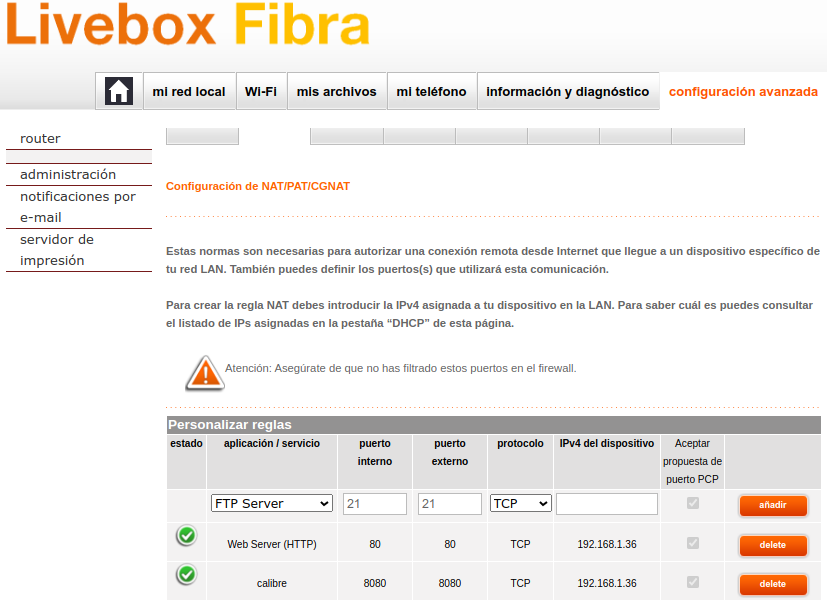 Livebox Fibra
mi red local Wi-Fi mis archivos mi teléfono información y diagnóstico configuración avanzada
router
administración
notificaciones por
e-mail
servidor de
impresión
Configuración de NAT/PAT/CGNAT
Estas normas son necesarias para autorizar una conexión remota desde Internet que llegue a un dispositivo específico de
tu red LAN. También puedes definir los puertos(s) que utilizará esta comunicación.
Para crear la regla NAT debes introducir la IPv4 asignada a tu dispositivo en la LAN. Para saber cuál es puedes consultar
el listado de IPs asignadas en la pestaña “DHCP” de esta página.
Atención: Asegúrate de que no has filtrado estos puertos en el firewall.
Personalizar reglas
estado aplicación / servicio puerto interno puerto externo protocolo IPv4 del dispositivo Aceptar propuesta de puerto PCP
FTP Server 21 21 TCP añadir
Web Server (HTTP) 80 80 TCP 192.168.1.36 delete
calibre 8080 8080 TCP 192.168.1.36 delete